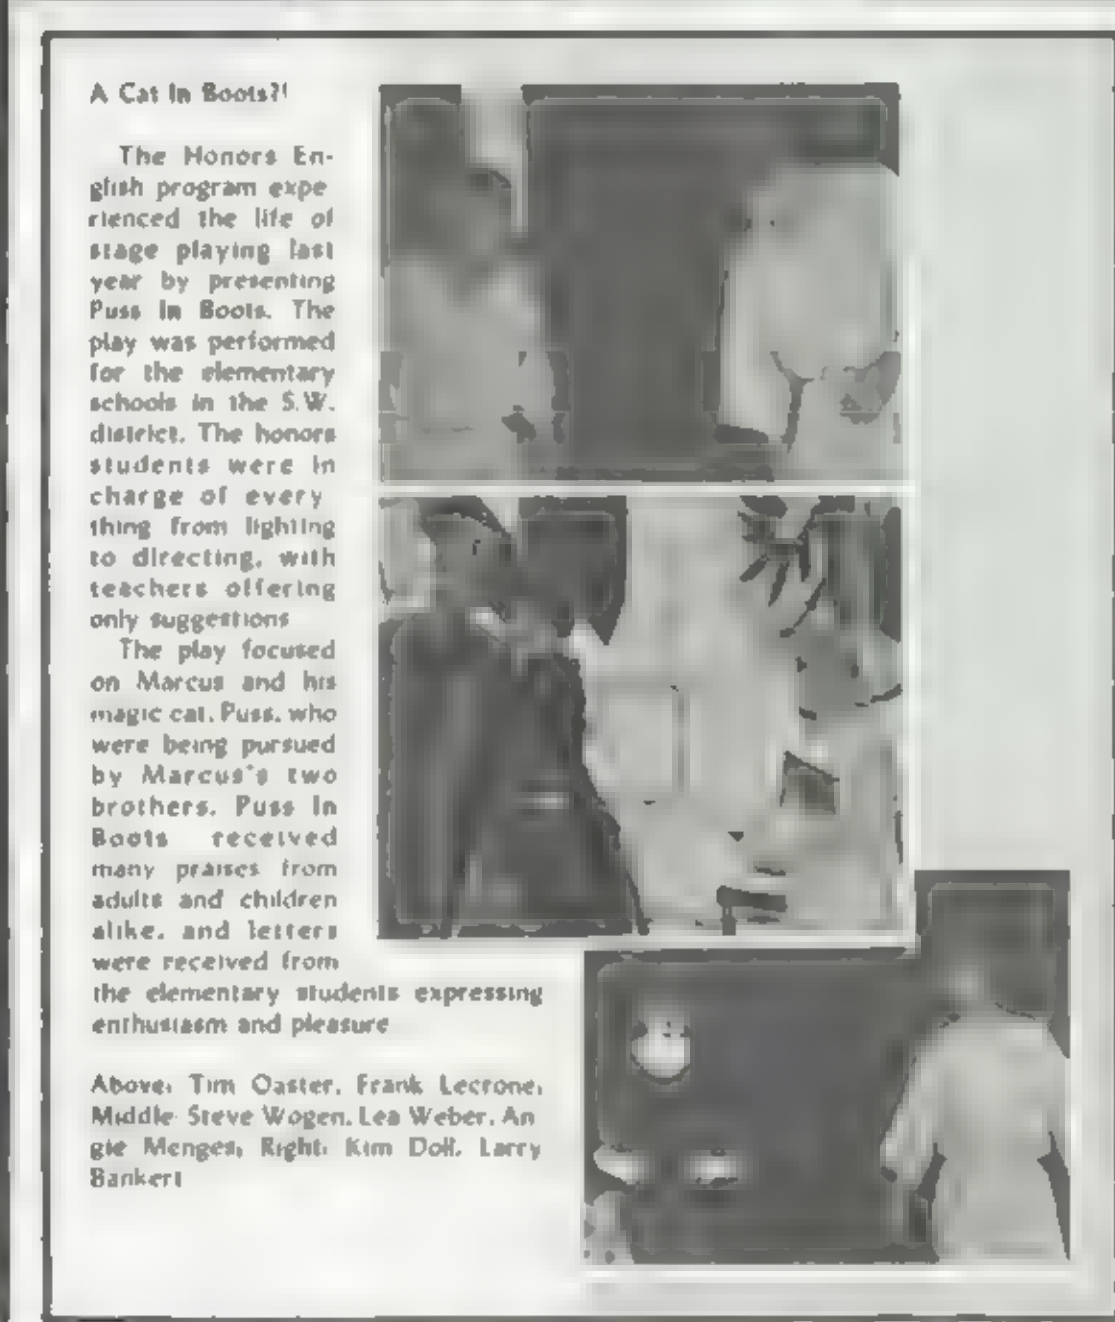 A Cat In Boots?!
The Honors En-
glish program expe
rienced the life of
stage playing last
year by presenting
Puss In Boots. The
play was performed
for the elementary
schools in the S.W.
district. The honors
students were in
charge of every
thing from lighting
to directing, with
teachers offering
only suggestions
The play focused
on Marcus and his
magic cat, Puss, who
were being pursued
by Marcus's two
brothers. Puss In
Boots received
many praises from
adults and children
alike, and letters
were received from
the elementary students expressing
enthusiasm and pleasure
Above: Tim Oaster, Frank Lecrone,
Middle: Steve Wogen, Lea Weber, An
gie Menges, Right: Kim Doll, Larry
Bankert